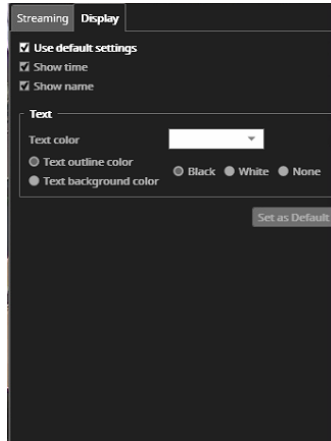 Streaming Display
Use default settings
Show time
Show name
Text
Text color
Text outline color
Black White None
Text background color
Set as Default